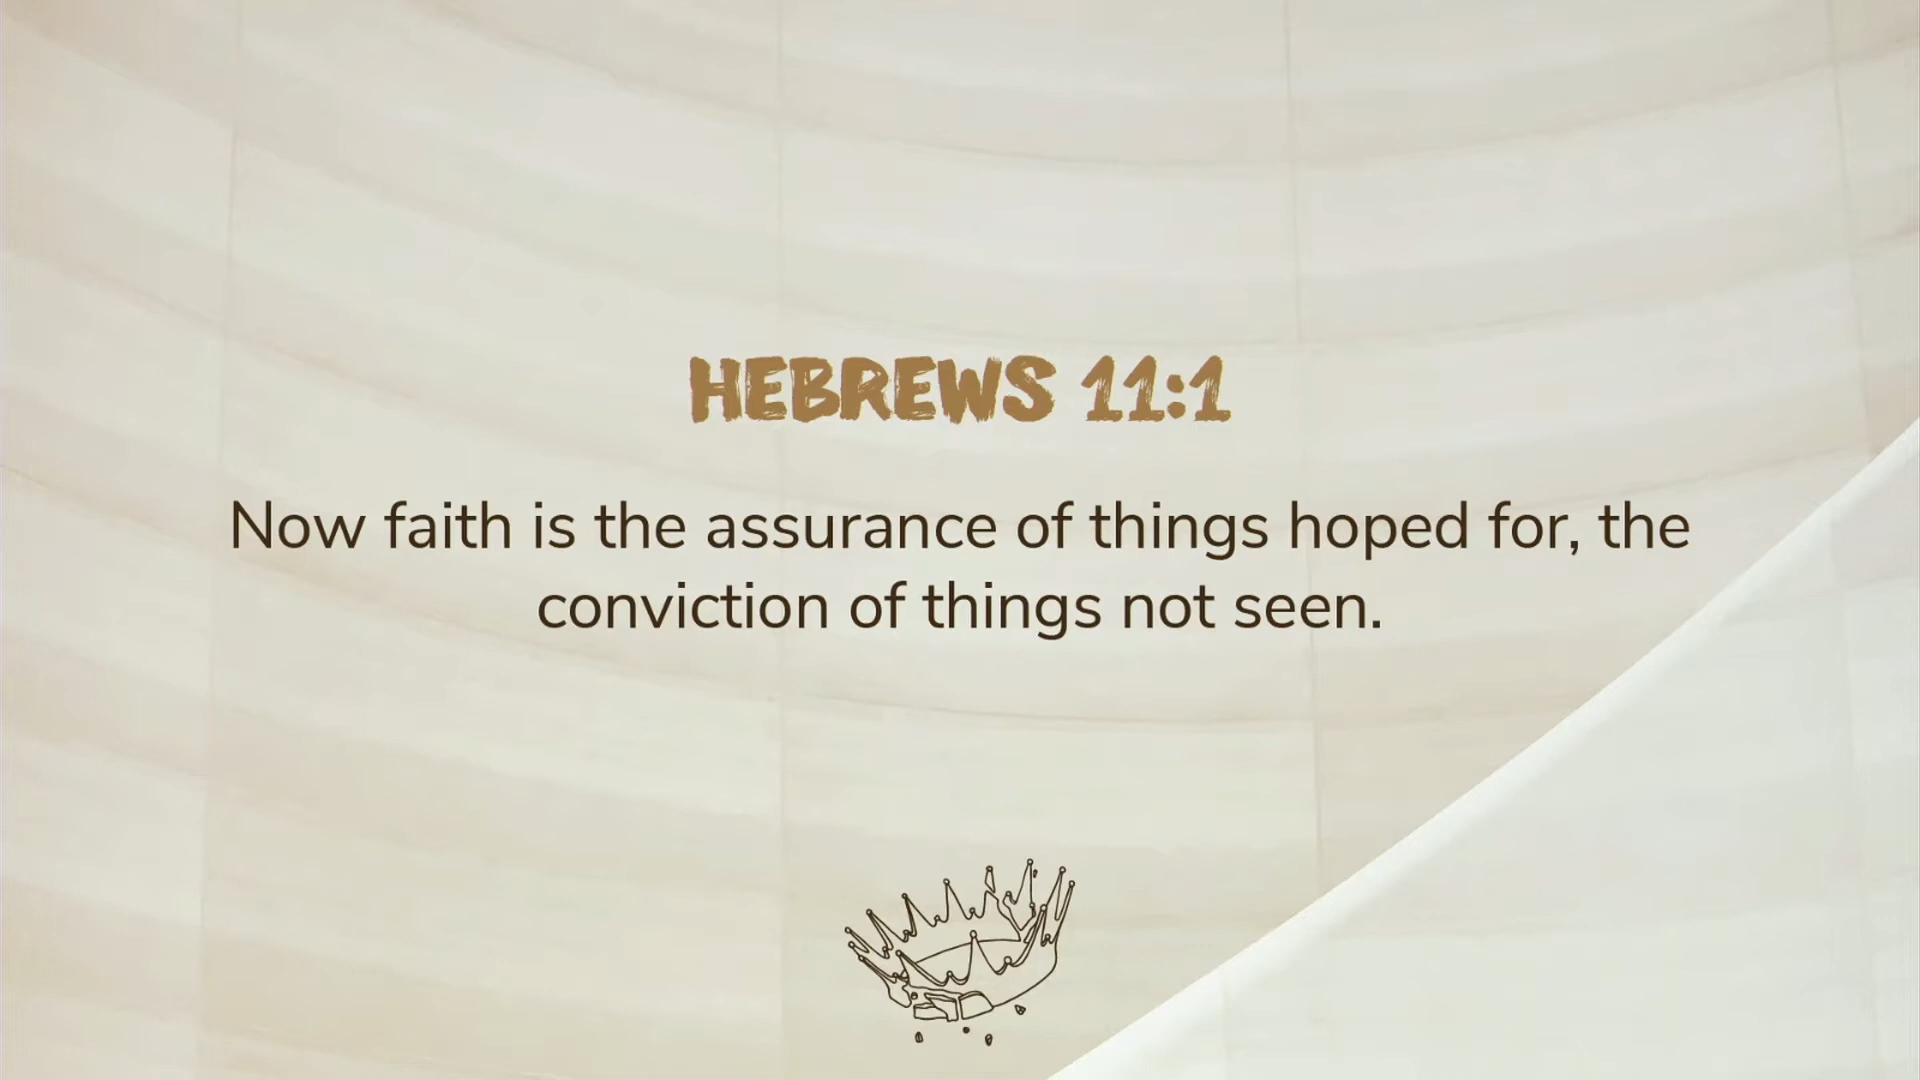 HEBREWS 11:1
Now faith is the assurance of things hoped for, the
conviction of things not seen.